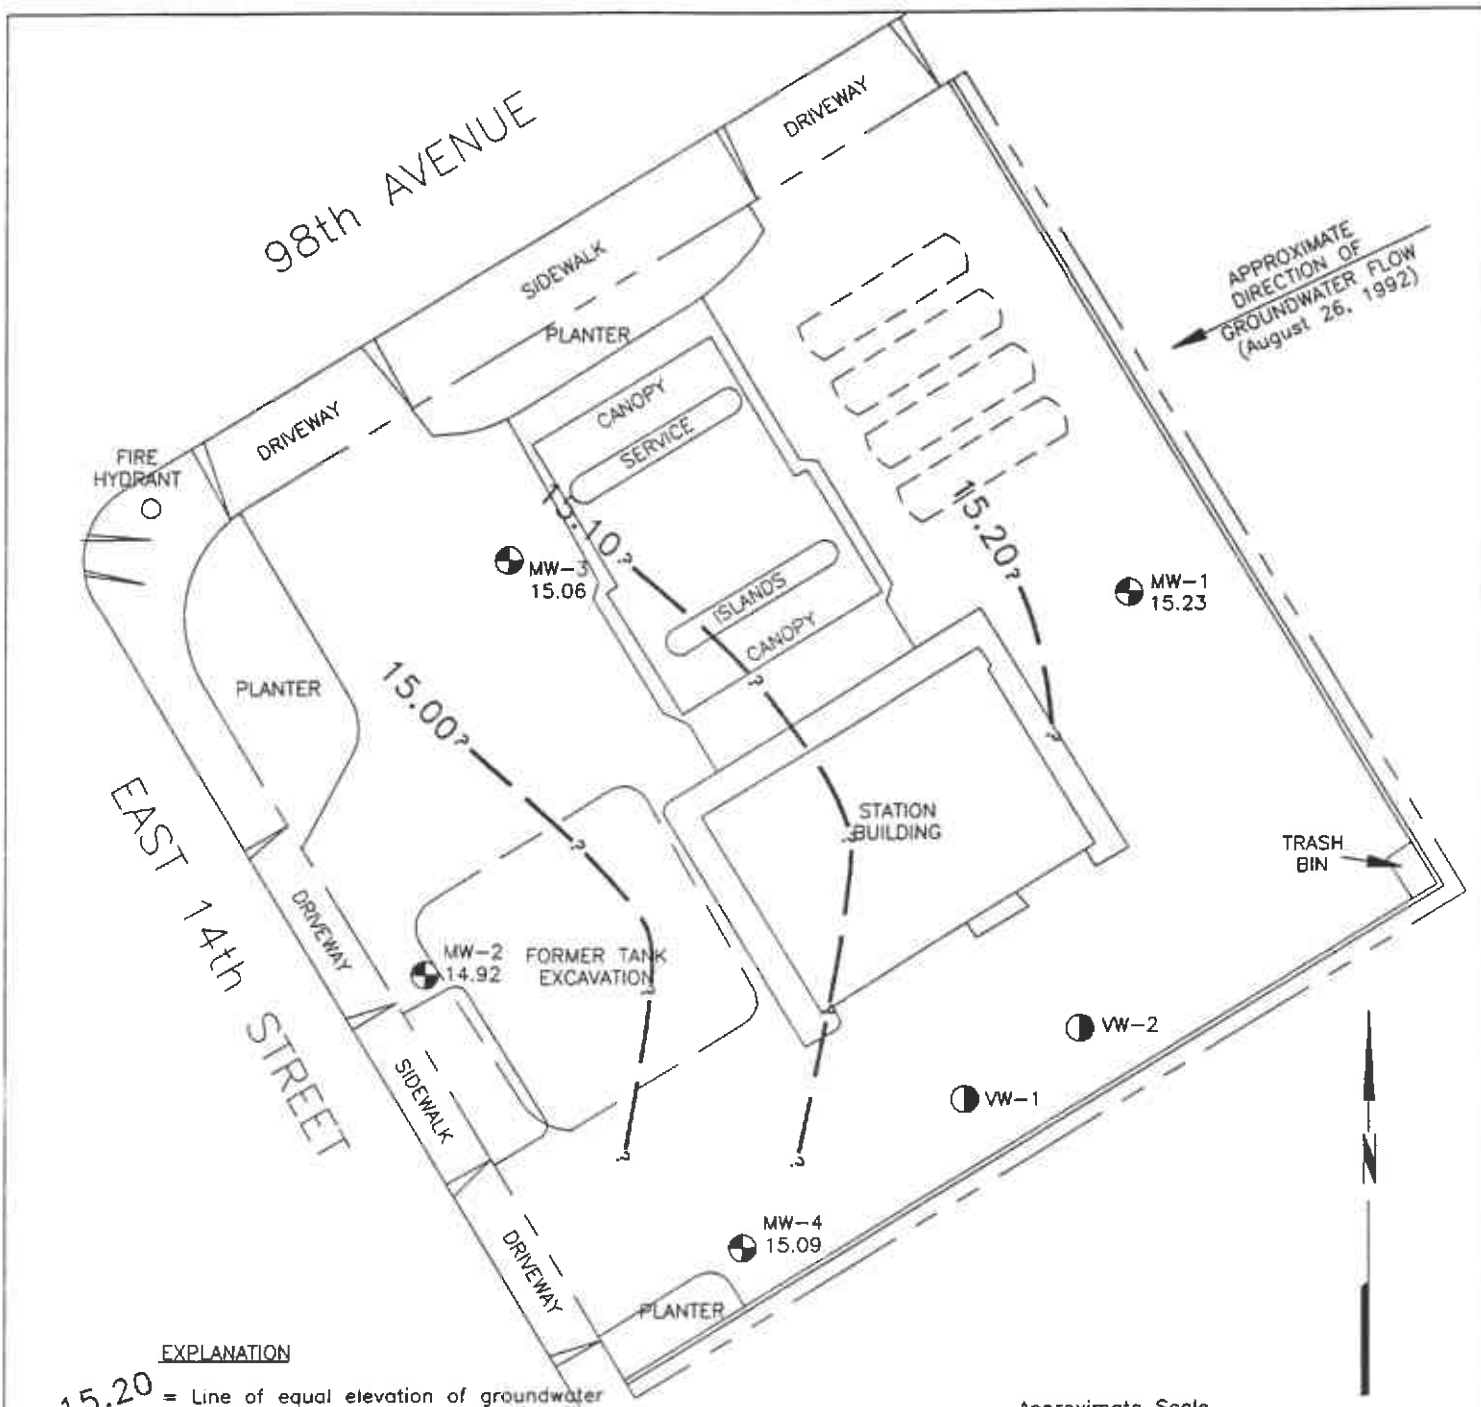 98th AVENUE
DRIVEWAY
SIDEWALK
PLANTER
APPROXIMATE
DIRECTION OF
GROUNDWATER FLOW
(August 26, 1992)
DRIVEWAY
CANOPY
SERVICE
FIRE
HYDRANT
15.10?
15.20?
MW-3
15.06
ISLANDS
CANOPY
MW-1
15.23
PLANTER
15.00?
?
?
EAST 14th STREET
STATION
BUILDING
?
?
TRASH
BIN
DRIVEWAY
MW-2
14.92
FORMER TANK
EXCAVATION
?
?
VW-2
VW-1
SIDEWALK
N
?
?
MW-4
15.09
DRIVEWAY
PLANTER
EXPLANATION
15.20 = Line of equal elevation of groundwater
Approximate Scale